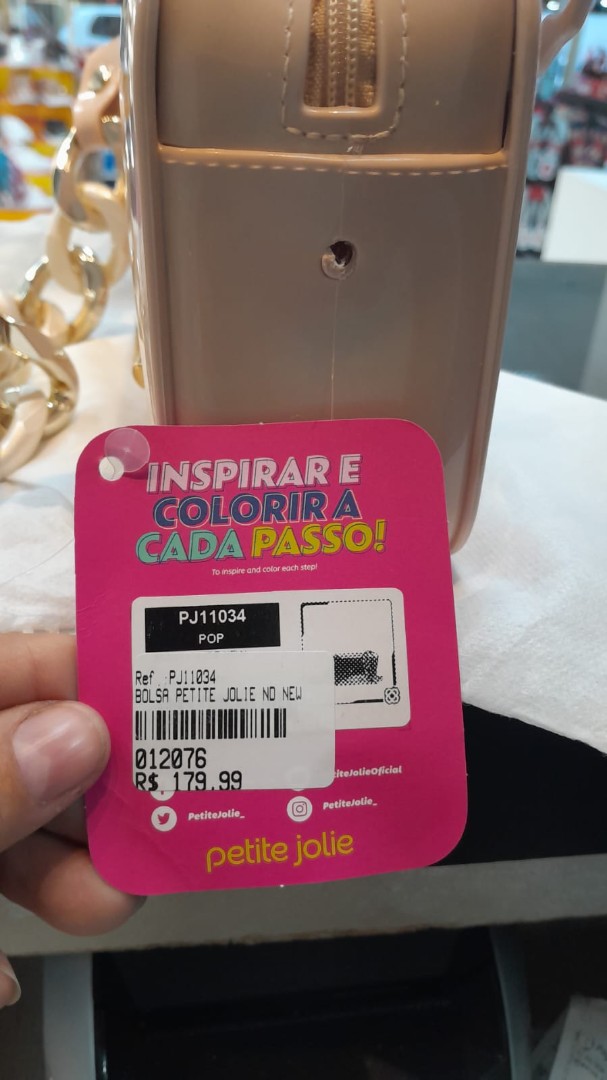 INSPIRAR E
COLORIR A
CADA PASSO!
To inspire and color each step!
PJ11034
POP
Ref .:PJ11034
BOLSA PETITE JOLIE ND NEW
012076
R$ 179.99
iteJolieOficial
PetiteJolie_
PetiteJolie_
petite jolie